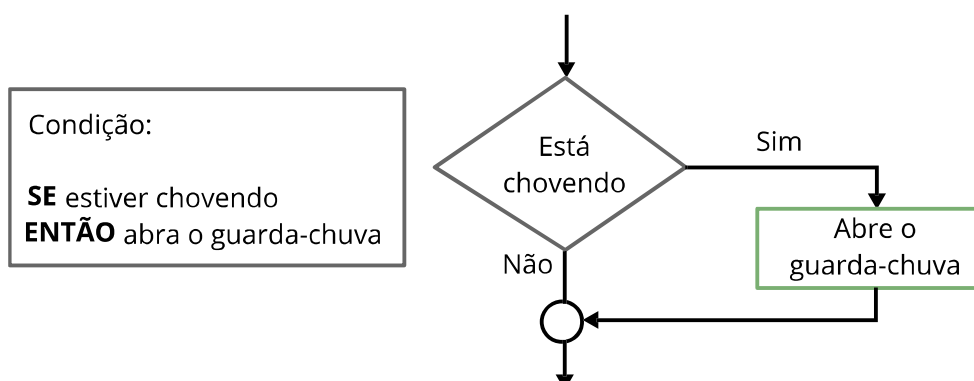 Condição:
SE estiver chovendo
ENTÃO abra o guarda-chuva
Está
chovendo
Sim
Não
Abre o
guarda-chuva